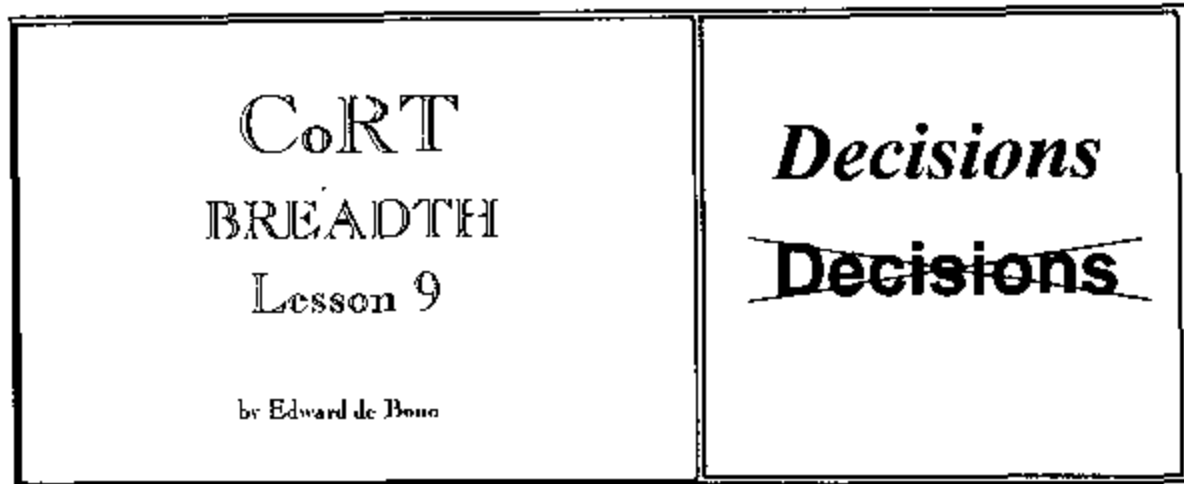 CoRT
BREADTH
Lesson 9
by Edward de Bono
Decisions
Decisions